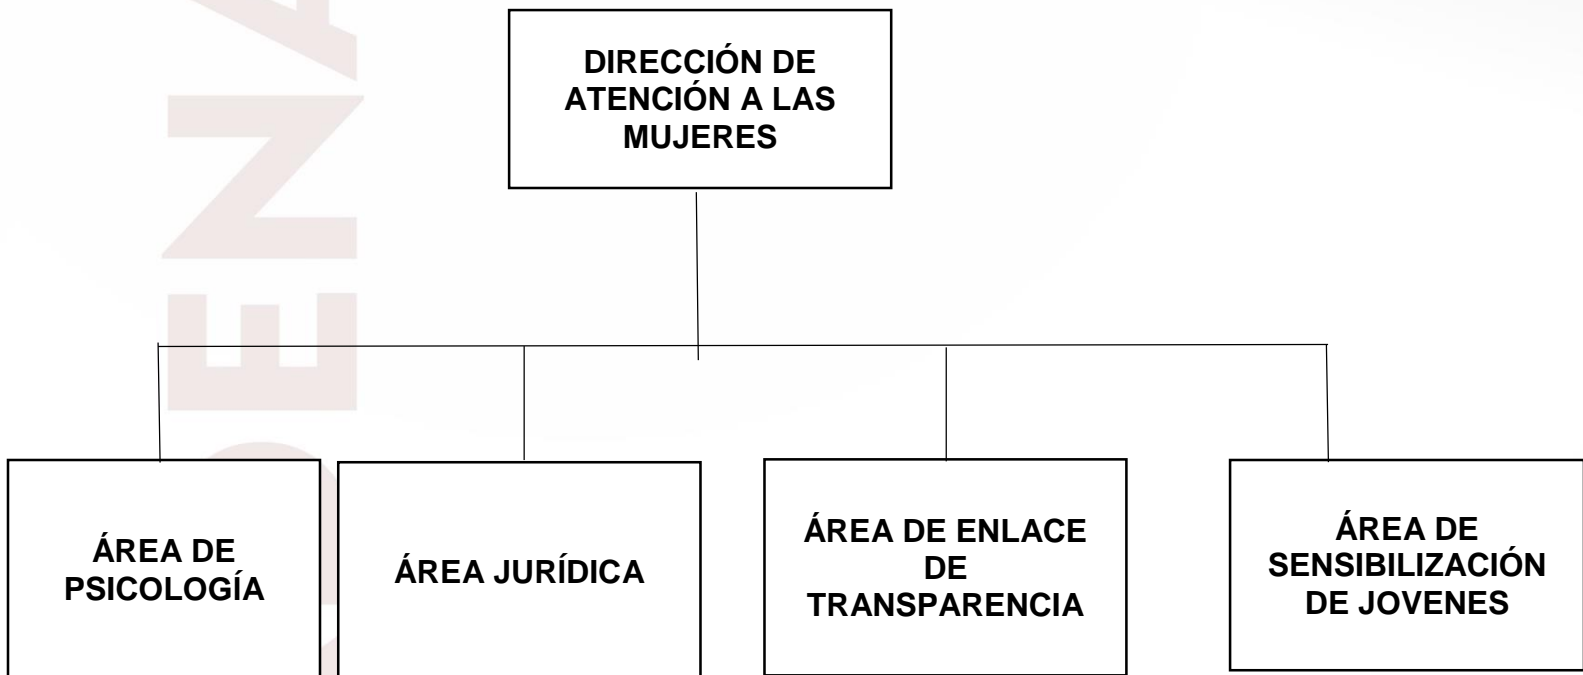 DIRECCIÓN DE
ATENCIÓN A LAS
MUJERES
ÁREA DE
PSICOLOGÍA
ÁREA JURÍDICA
ÁREA DE ENLACE
DE
TRANSPARENCIA
ÁREA DE
SENSIBILIZACIÓN
DE JOVENES